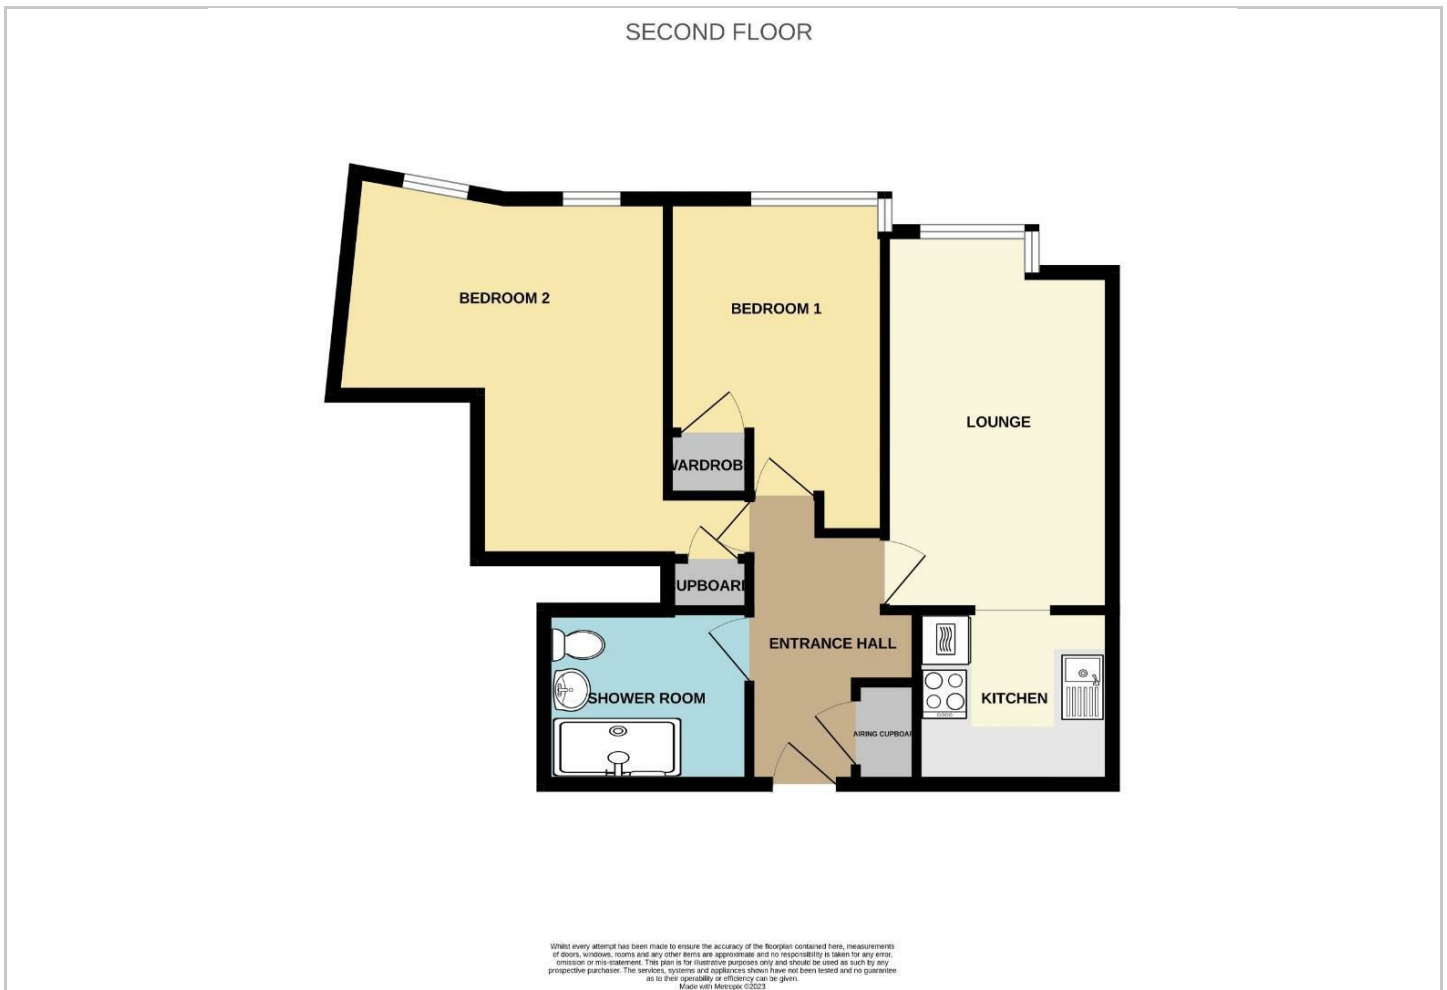 SECOND FLOOR
BEDROOM 2
BEDROOM 1
LOUNGE
WARDROBE
CUPBOARD
ENTRANCE HALL
SHOWER ROOM
KITCHEN
AIRING CUPBOARD
Whilst every attempt has been made to ensure the accuracy of the floorplan contained here, measurements
of doors, windows, rooms and any other items are approximate and no responsibility is taken for any error,
omission or mis-statement. This plan is for illustrative purposes only and should be used as such by any
prospective purchaser. The services, systems and appliances shown have not been tested and no guarantee
as to their operability or efficiency can be given.
Made with Metropix ©2023